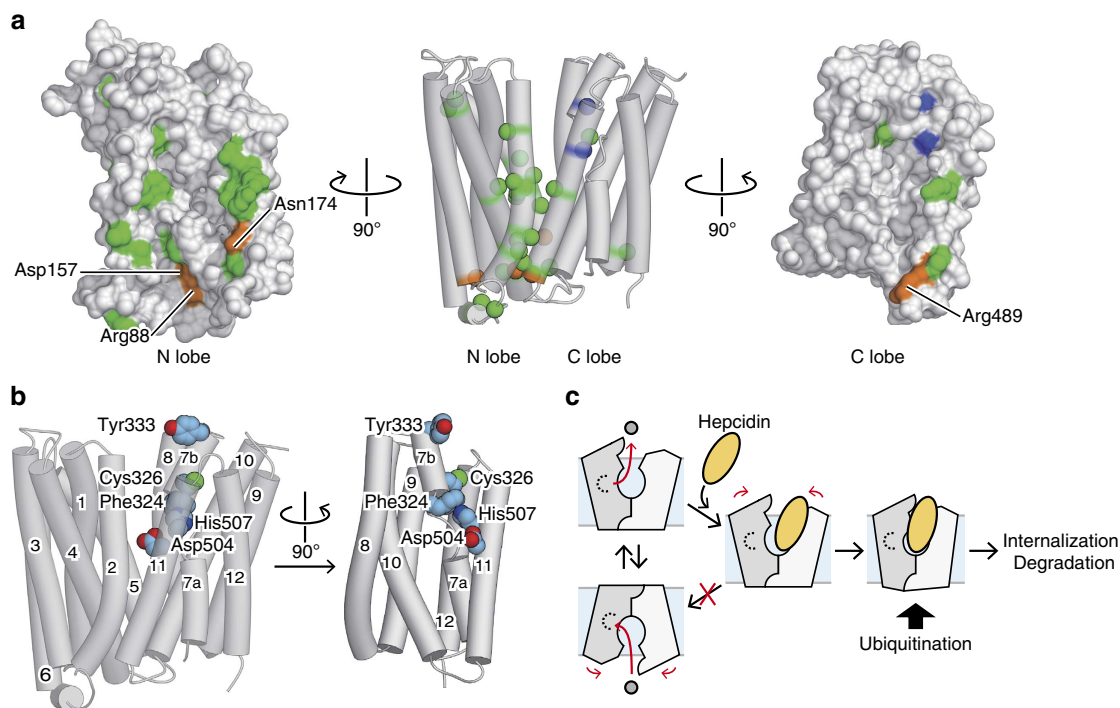 a
Asn174
90°
90°
Asp157
Arg88
Arg489
N lobe
N lobe
C lobe
C lobe
b
c
Tyr333
8
7b
10
1
Cys326
9
Phe324
His507
3
4
Asp504
2
11
5
7a
12
6
90°
Tyr333
7b
9
Cys326
Phe324
His507
8
Asp504
10
11
7a
12
Hepcidin
Internalization
Degradation
Ubiquitination